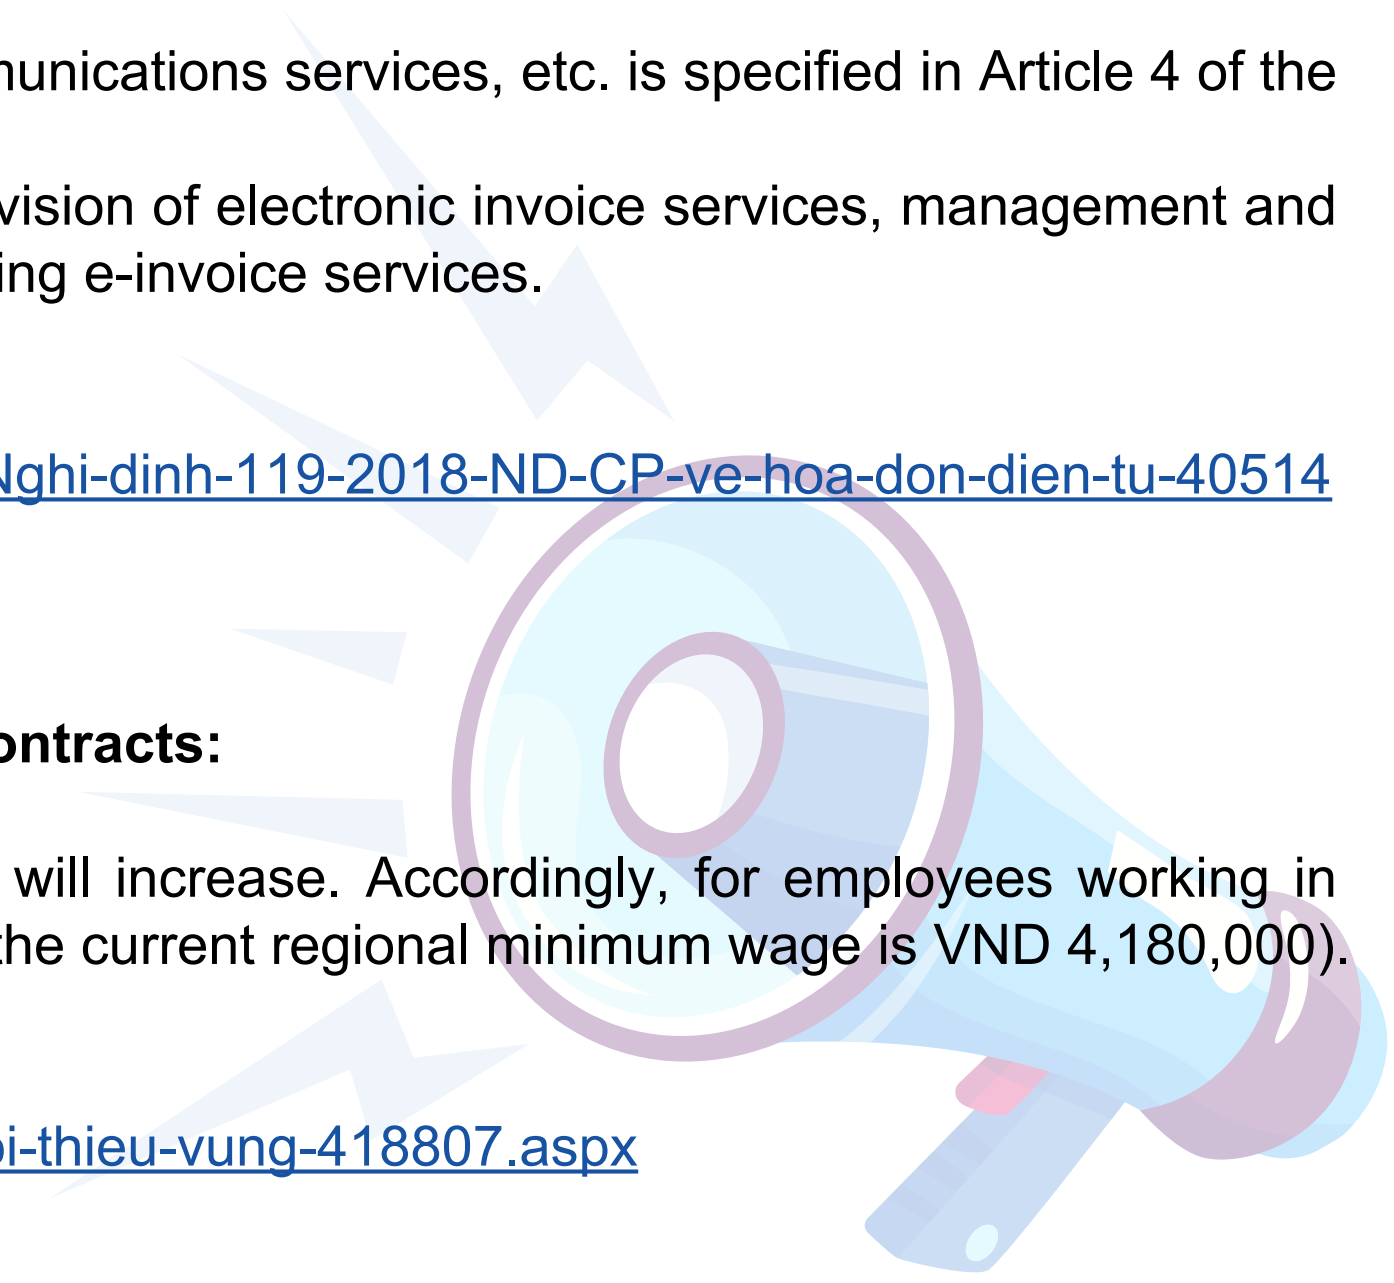 munications services, etc. is specified in Article 4 of the
vision of electronic invoice services, management and
ing e-invoice services.
Nghi-dinh-119-2018-ND-CP-ve-hoa-don-dien-tu-40514
ontracts:
will increase. Accordingly, for employees working in
the current regional minimum wage is VND 4,180,000).
oi-thieu-vung-418807.aspx